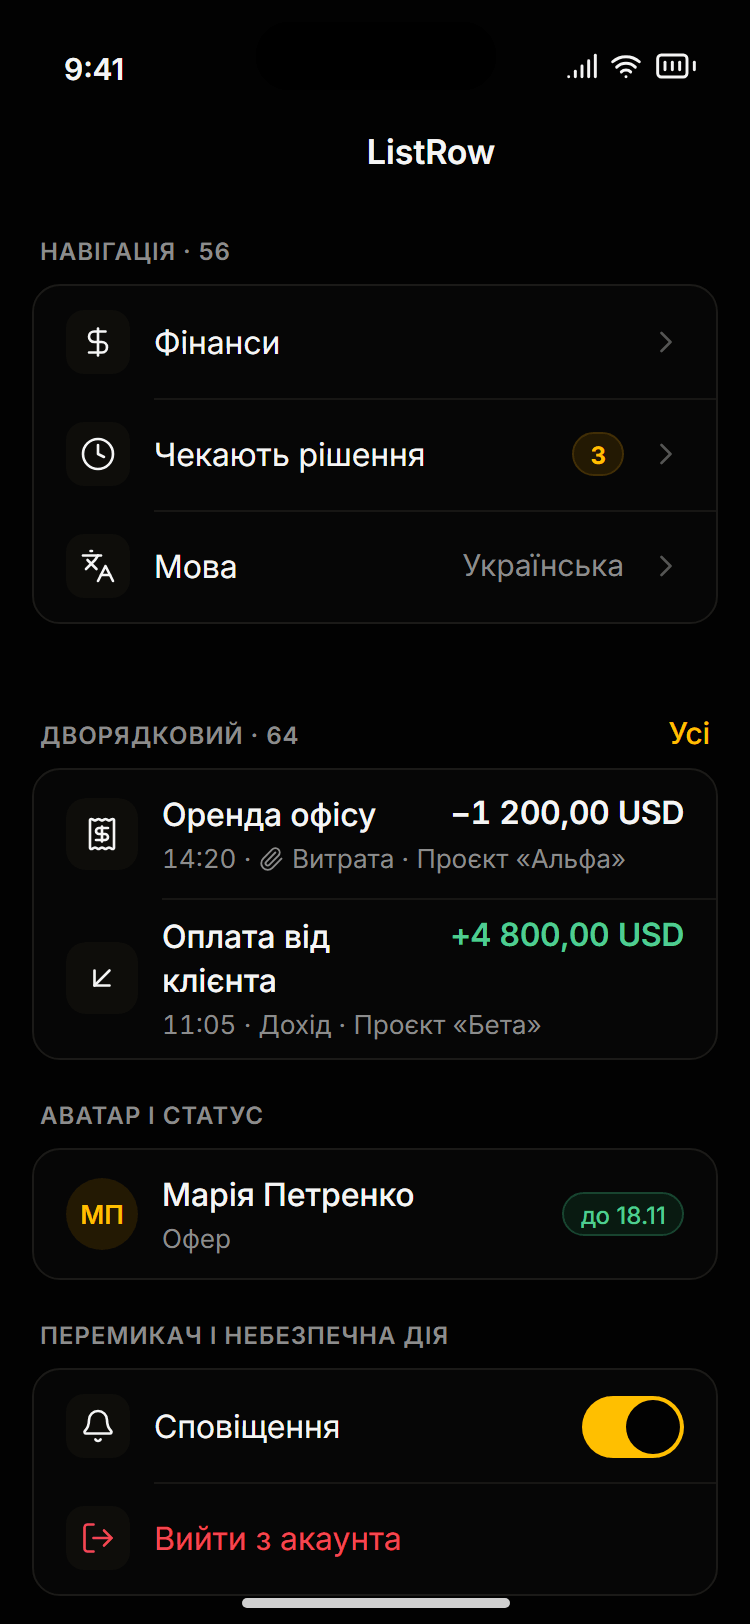 9:41
ListRow
НАВІГАЦІЯ · 56
Фінанси
Чекають рішення 3
Мова Українська
ДВОРЯДКОВИЙ · 64 Усі
Оренда офісу −1 200,00 USD
14:20 · Витрата · Проєкт «Альфа»
Оплата від +4 800,00 USD
клієнта
11:05 · Дохід · Проєкт «Бета»
АВАТАР І СТАТУС
МП Марія Петренко до 18.11
Офер
ПЕРЕМИКАЧ І НЕБЕЗПЕЧНА ДІЯ
Сповіщення
Вийти з акаунта